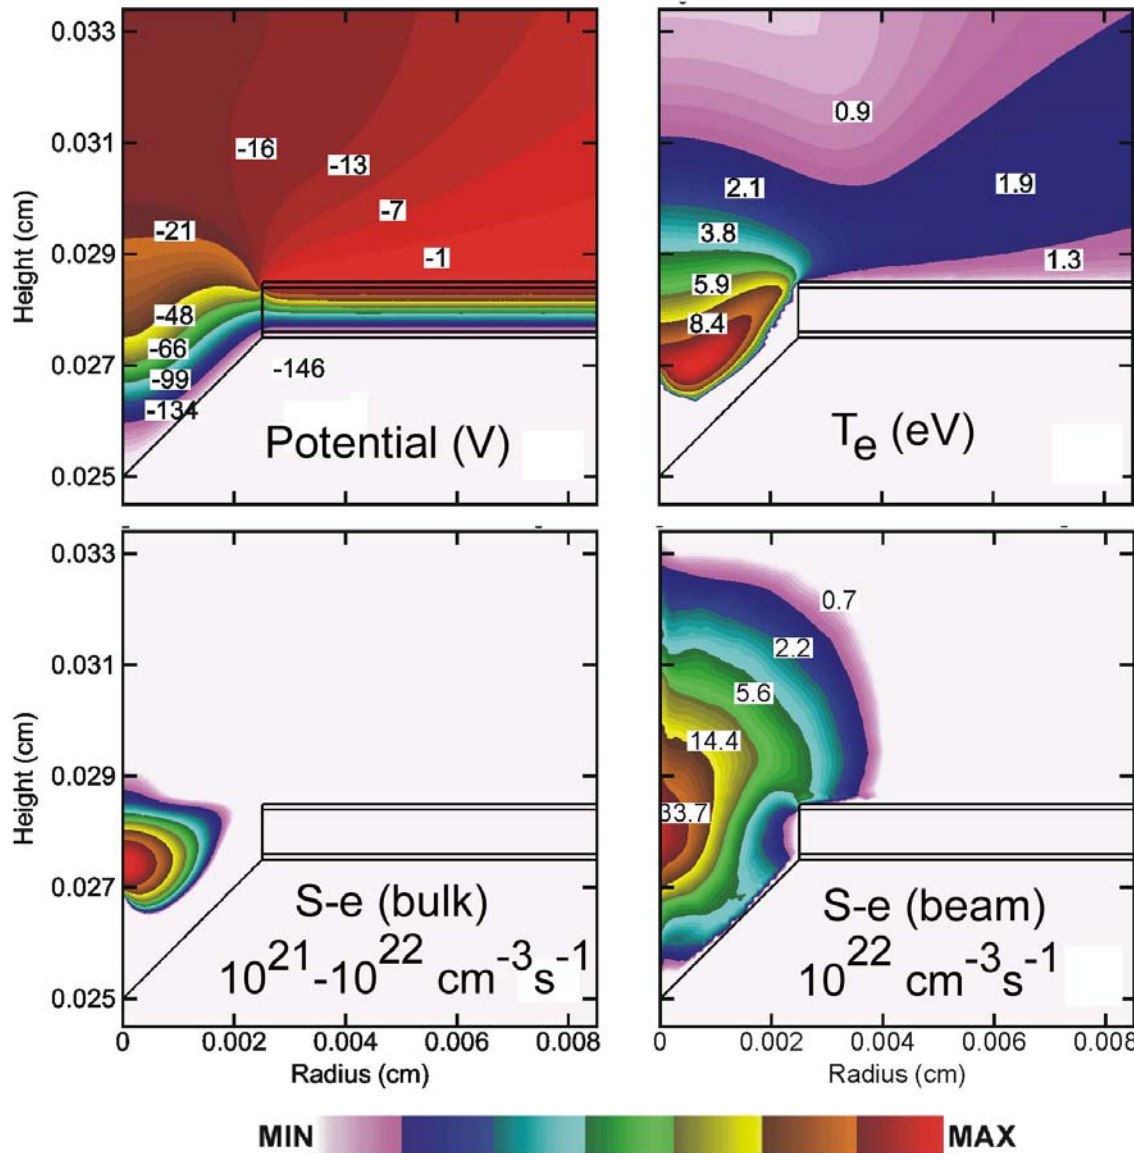 0.033
0.031
0.029
0.027
0.025
Height (cm)
-16
-13
-7
-1
-21
-48
-66
-99
-134
-146
Potential (V)
0.9
2.1
1.9
3.8
1.3
5.9
8.4
Te (eV)
0.033
0.031
0.029
0.027
0.025
Height (cm)
S-e (bulk)
10^21-10^22 cm^-3s^-1
0 0.002 0.004 0.006 0.008
Radius (cm)
0.7
2.2
5.6
14.4
33.7
S-e (beam)
10^22 cm^-3s^-1
0 0.002 0.004 0.006 0.008
Radius (cm)
MIN MAX